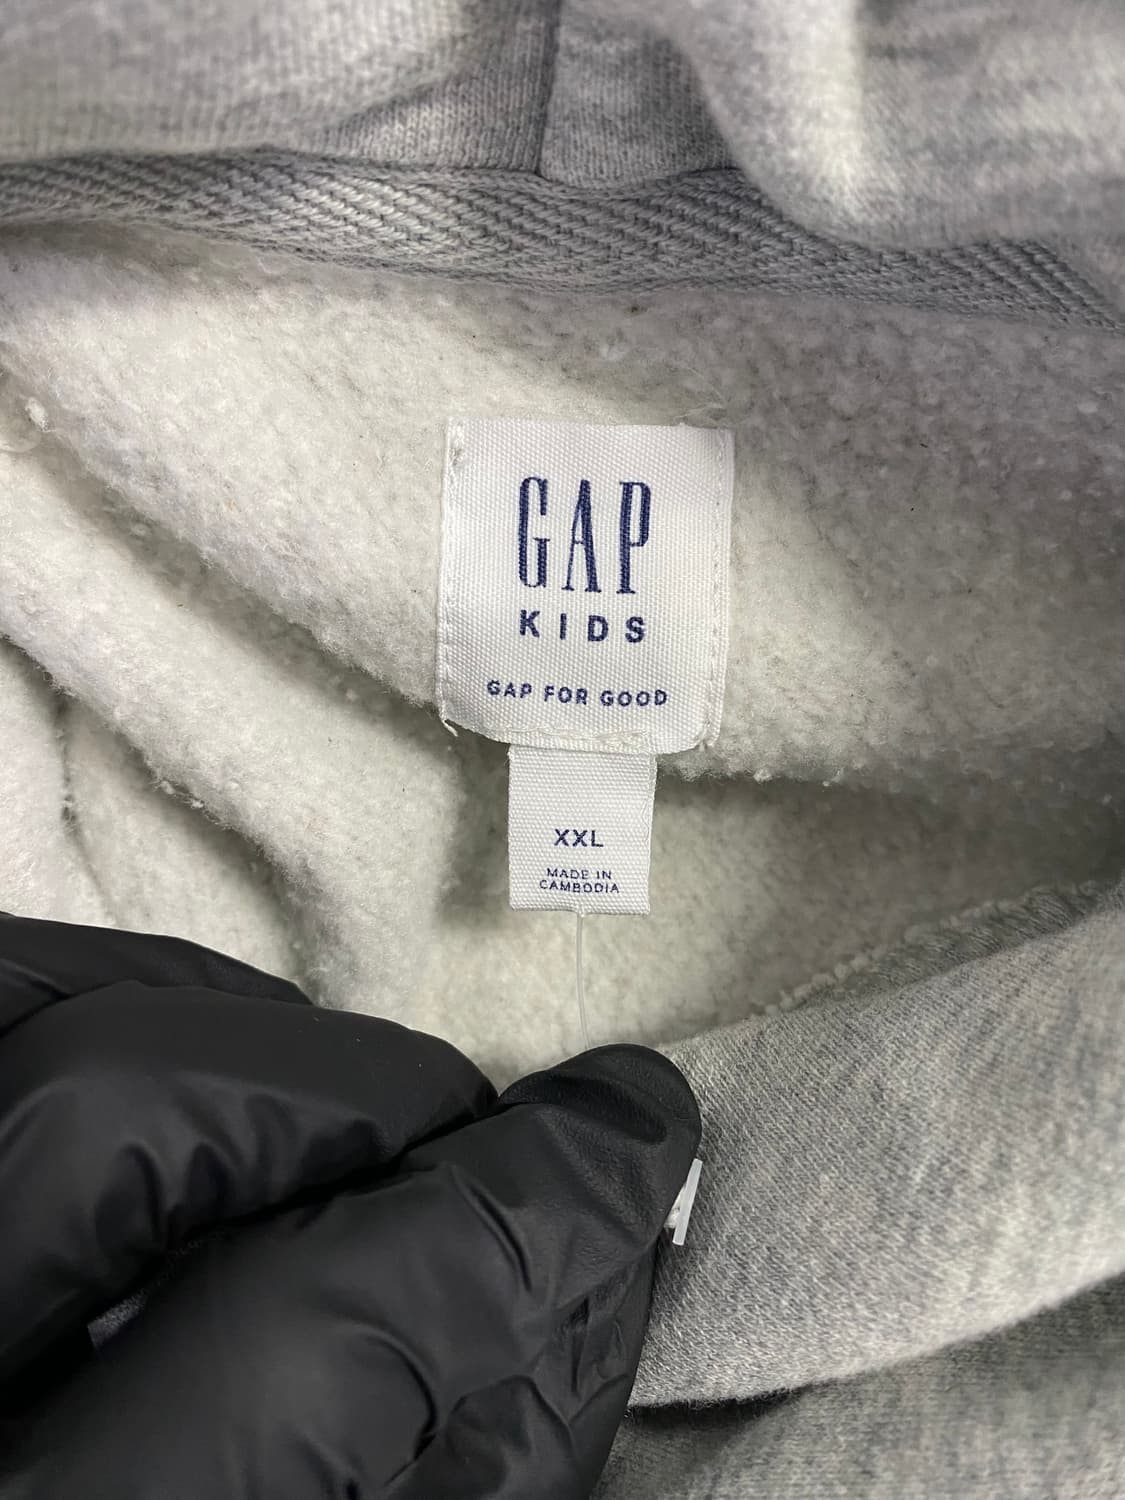 GAP
KIDS
GAP FOR GOOD
XXL
MADE IN
CAMBODIA